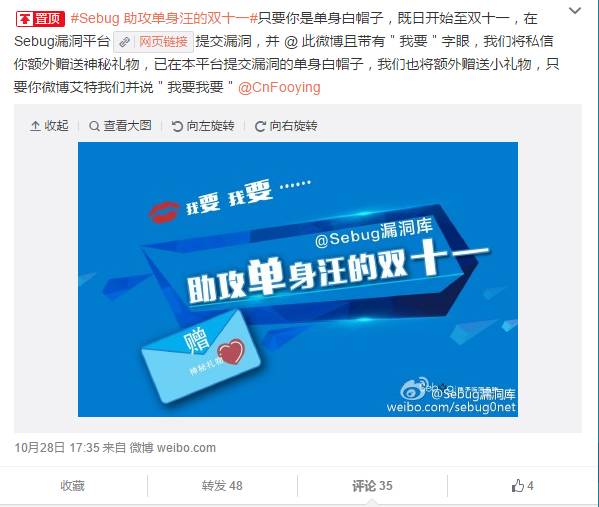 置顶 #Sebug 助攻单身汪的双十一#只要你是单身白帽子，既日开始至双十一，在
Sebug漏洞平台 网页链接 提交漏洞，并 @ 此微博且带有＂我要＂字眼，我们将私信
你额外赠送神秘礼物，已在本平台提交漏洞的单身白帽子，我们也将额外赠送小礼物，只
要你微博艾特我们并说＂我要我要＂@CnFooying
收起 查看大图 向左旋转 向右旋转
我要 我要 ……
@Sebug漏洞库
助攻单身汪的双十一
赠
神秘礼物
@Sebug漏洞库
weibo.com/sebug0net
10月28日 17:35 来自 微博 weibo.com
收藏 转发 48 评论 35 4